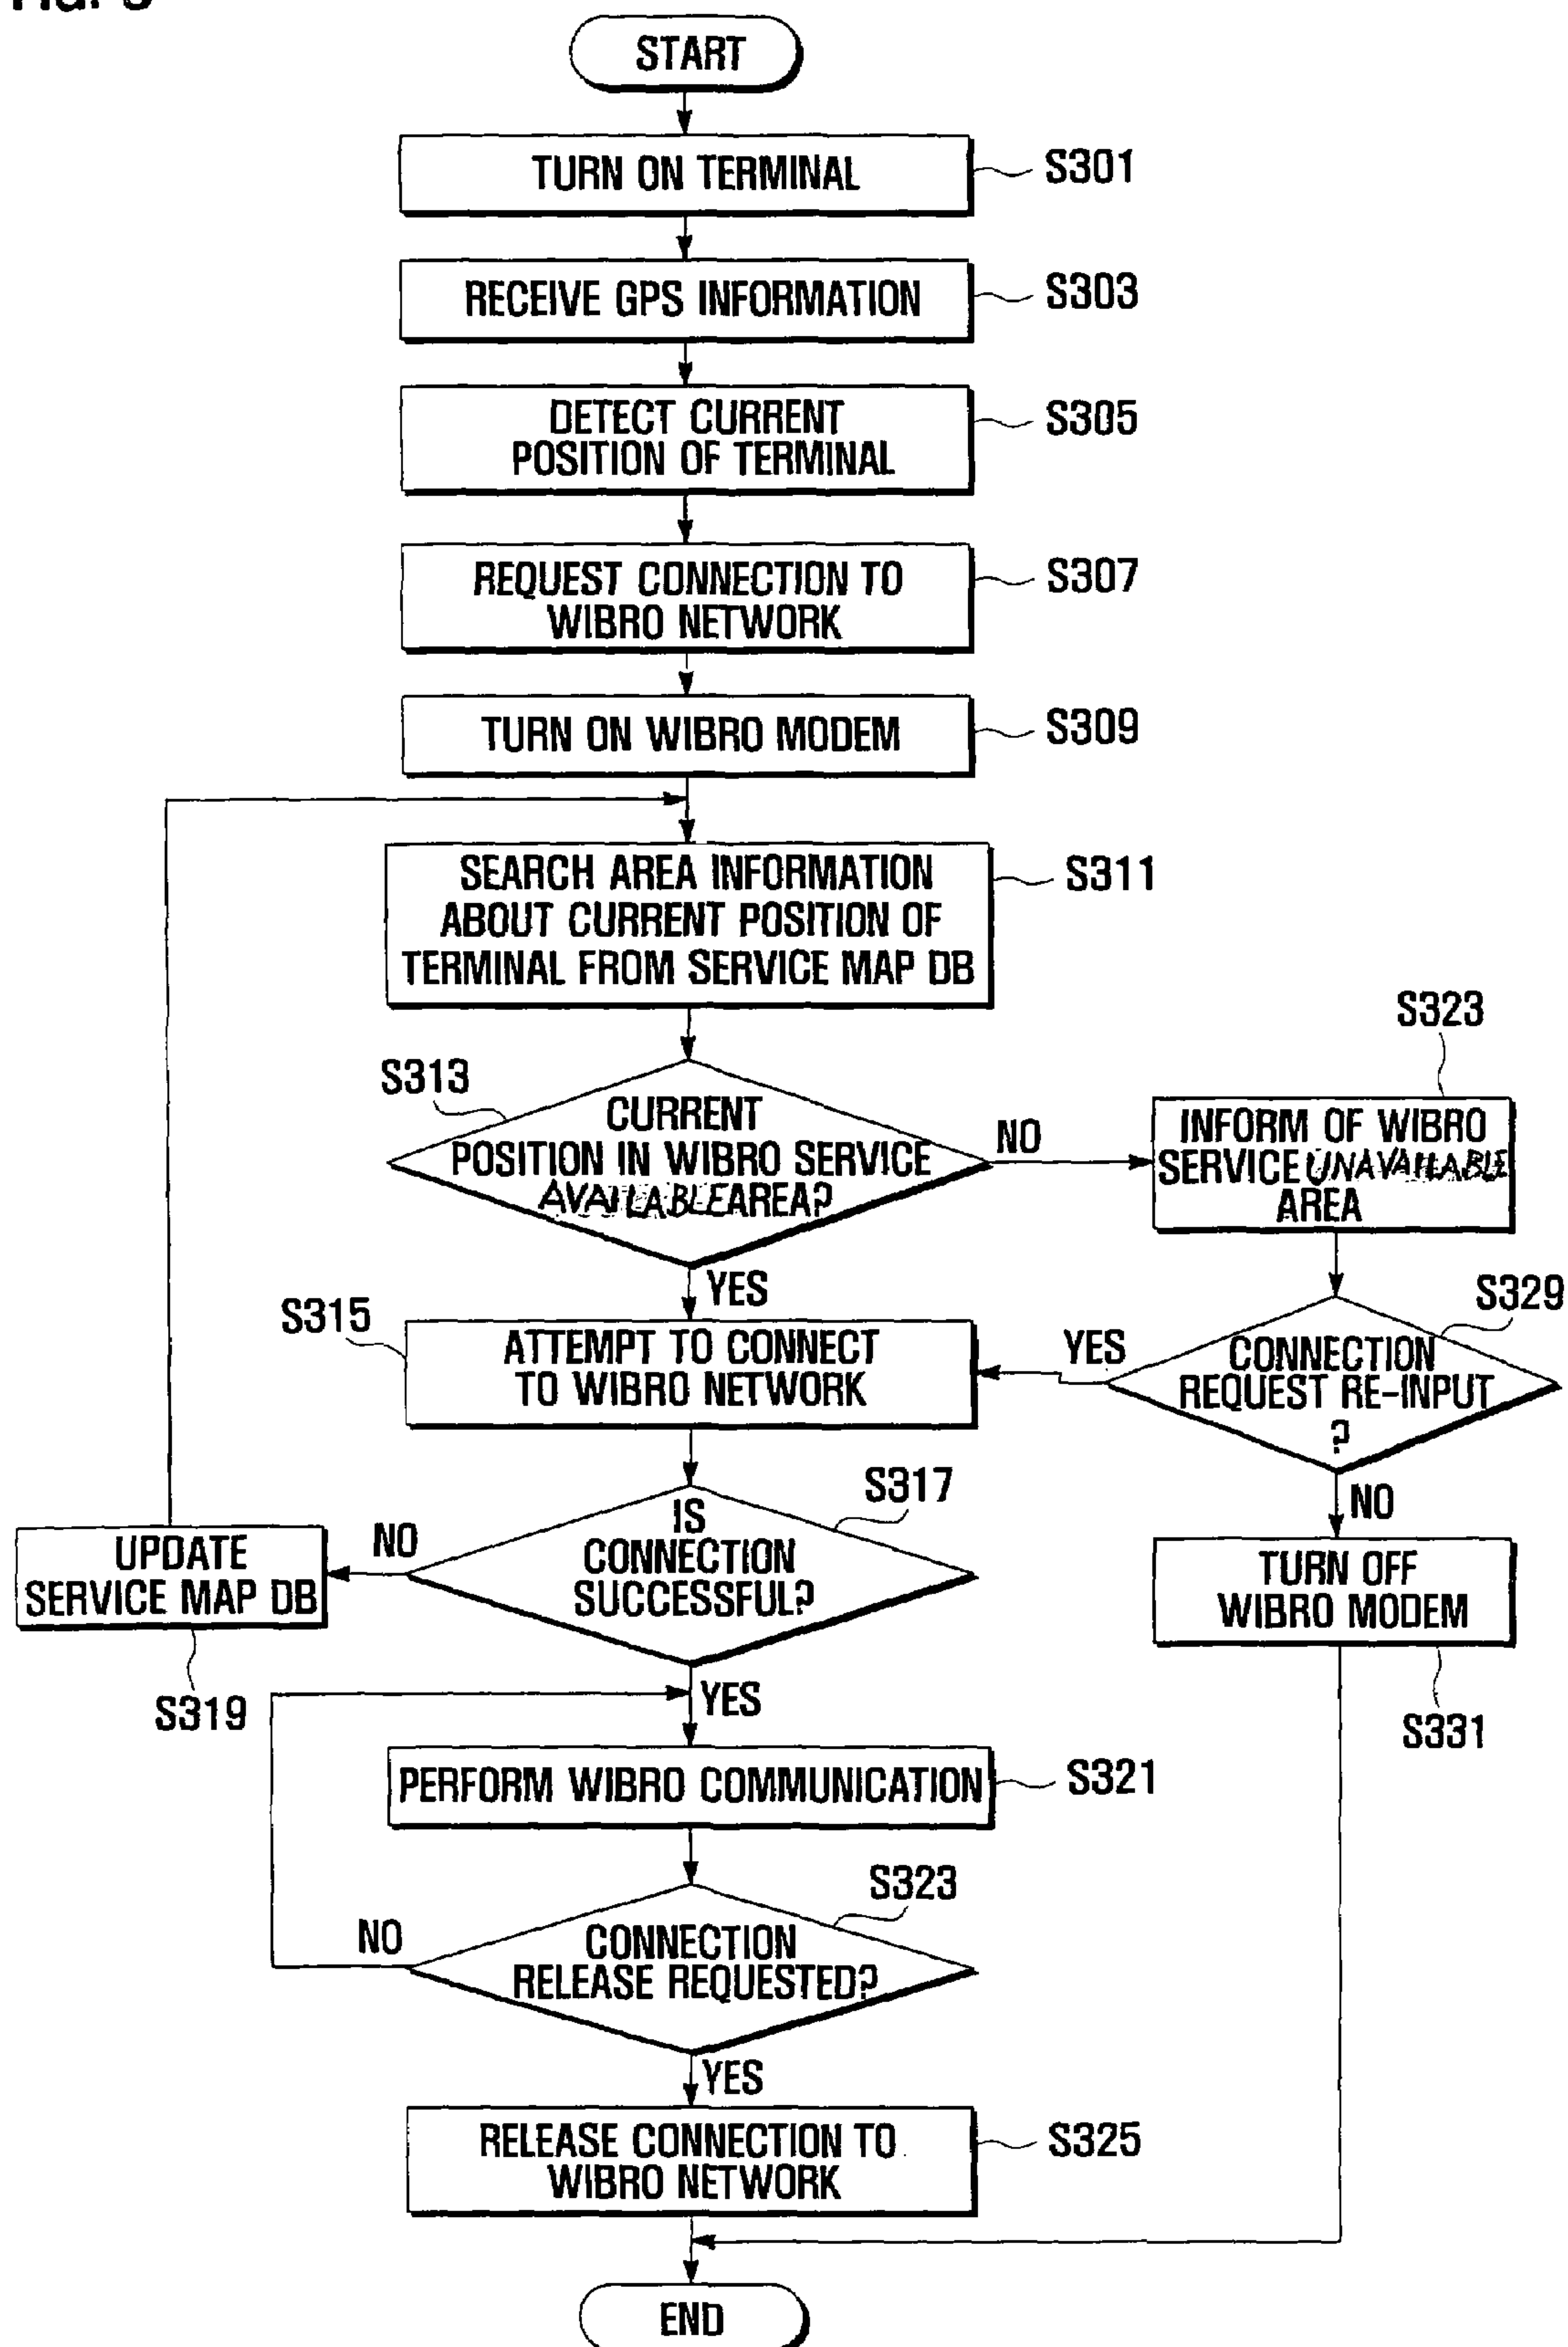 START
TURN ON TERMINAL
S301
RECEIVE GPS INFORMATION
S303
DETECT CURRENT
POSITION OF TERMINAL
S305
REQUEST CONNECTION TO
WIBRO NETWORK
S307
TURN ON WIBRO MODEM
S309
SEARCH AREA INFORMATION
ABOUT CURRENT POSITION OF
TERMINAL FROM SERVICE MAP DB
S311
S313
CURRENT
POSITION IN WIBRO SERVICE
AVAILABLE AREA?
NO
S323
INFORM OF WIBRO
SERVICE UNAVAILABLE
AREA
YES
S315
ATTEMPT TO CONNECT
TO WIBRO NETWORK
YES
S329
CONNECTION
REQUEST RE-INPUT
?
NO
S317
IS
CONNECTION
SUCCESSFUL?
NO
UPDATE
SERVICE MAP DB
S319
TURN OFF
WIBRO MODEM
S331
YES
PERFORM WIBRO COMMUNICATION
S321
S323
CONNECTION
RELEASE REQUESTED?
NO
YES
RELEASE CONNECTION TO
WIBRO NETWORK
S325
END